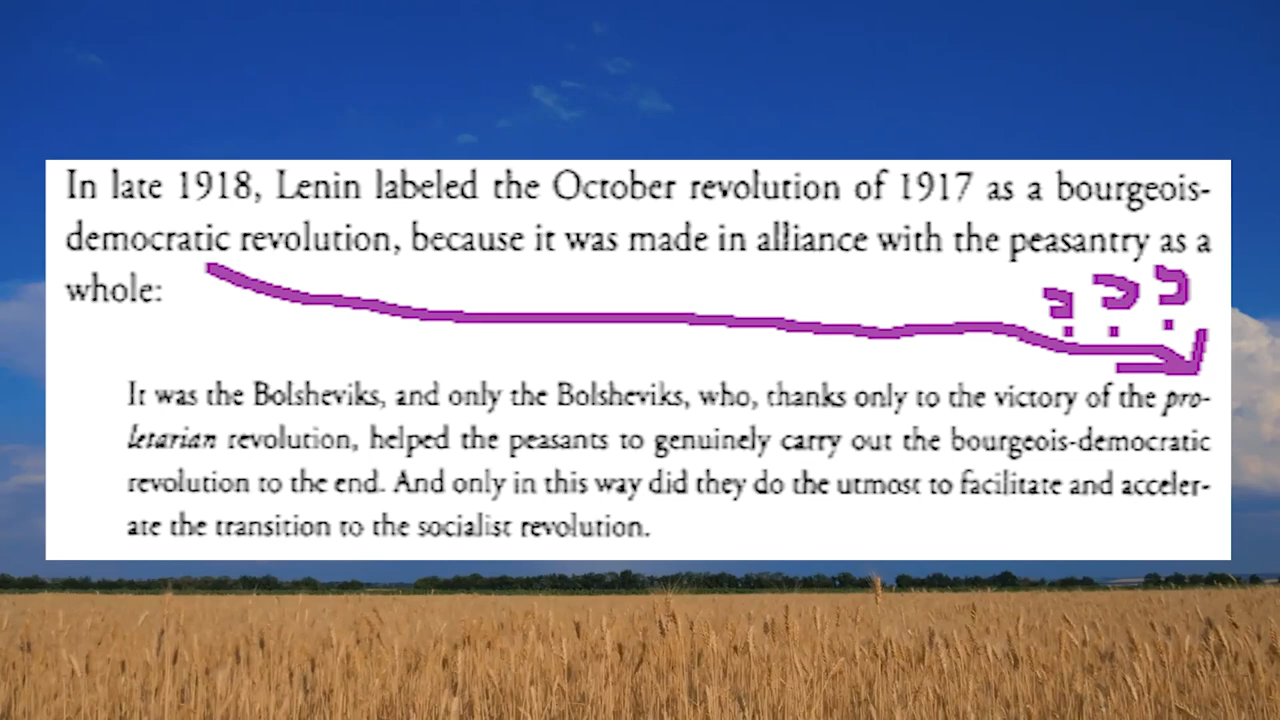 In late 1918, Lenin labeled the October revolution of 1917 as a bourgeois-
democratic revolution, because it was made in alliance with the peasantry as a
whole:
???
It was the Bolsheviks, and only the Bolsheviks, who, thanks only to the victory of the pro-
letarian revolution, helped the peasants to genuinely carry out the bourgeois-democratic
revolution to the end. And only in this way did they do the utmost to facilitate and acceler-
ate the transition to the socialist revolution.